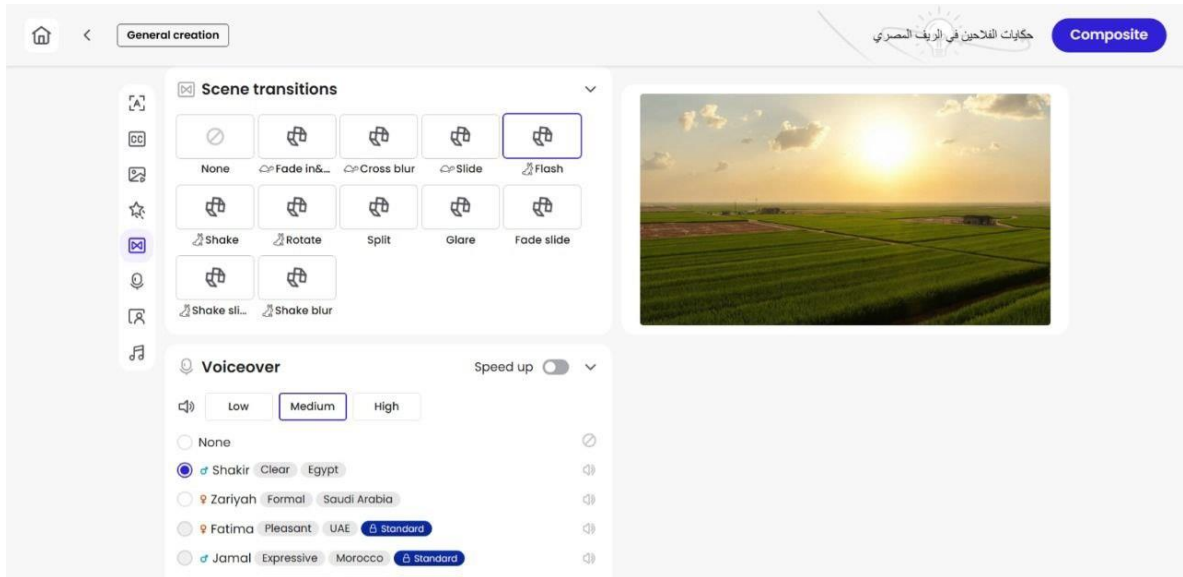 General creation
حكايات الفلاحين في الريف المصري
Composite
Scene transitions
None
Fade in&...
Cross blur
Slide
Flash
Shake
Rotate
Split
Glare
Fade slide
Shake sli...
Shake blur
CC
Voiceover
Speed up
Low
Medium
High
None
Shakir Clear Egypt
Zariyah Formal Saudi Arabia
Fatima Pleasant UAE Standard
Jamal Expressive Morocco Standard